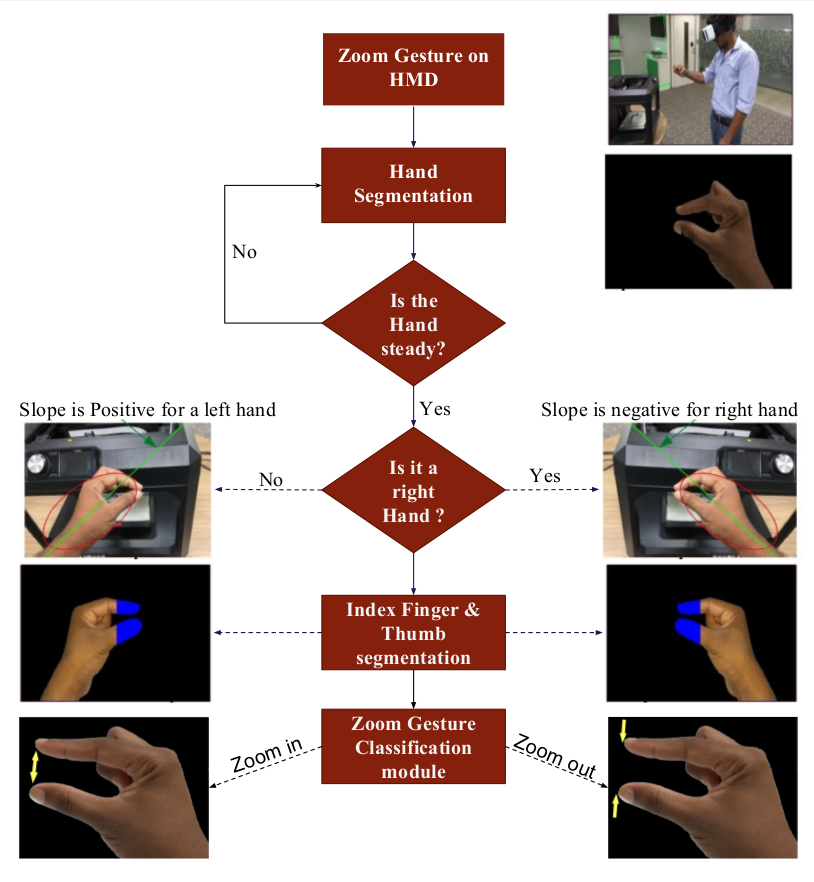 Zoom Gesture on
HMD
Hand
Segmentation
No
Is the
Hand
steady?
Yes
Slope is Positive for a left hand
Slope is negative for right hand
Is it a
right
Hand ?
No
Yes
Index Finger &
Thumb
segmentation
Zoom Gesture
Classification
module
Zoom in
Zoom out